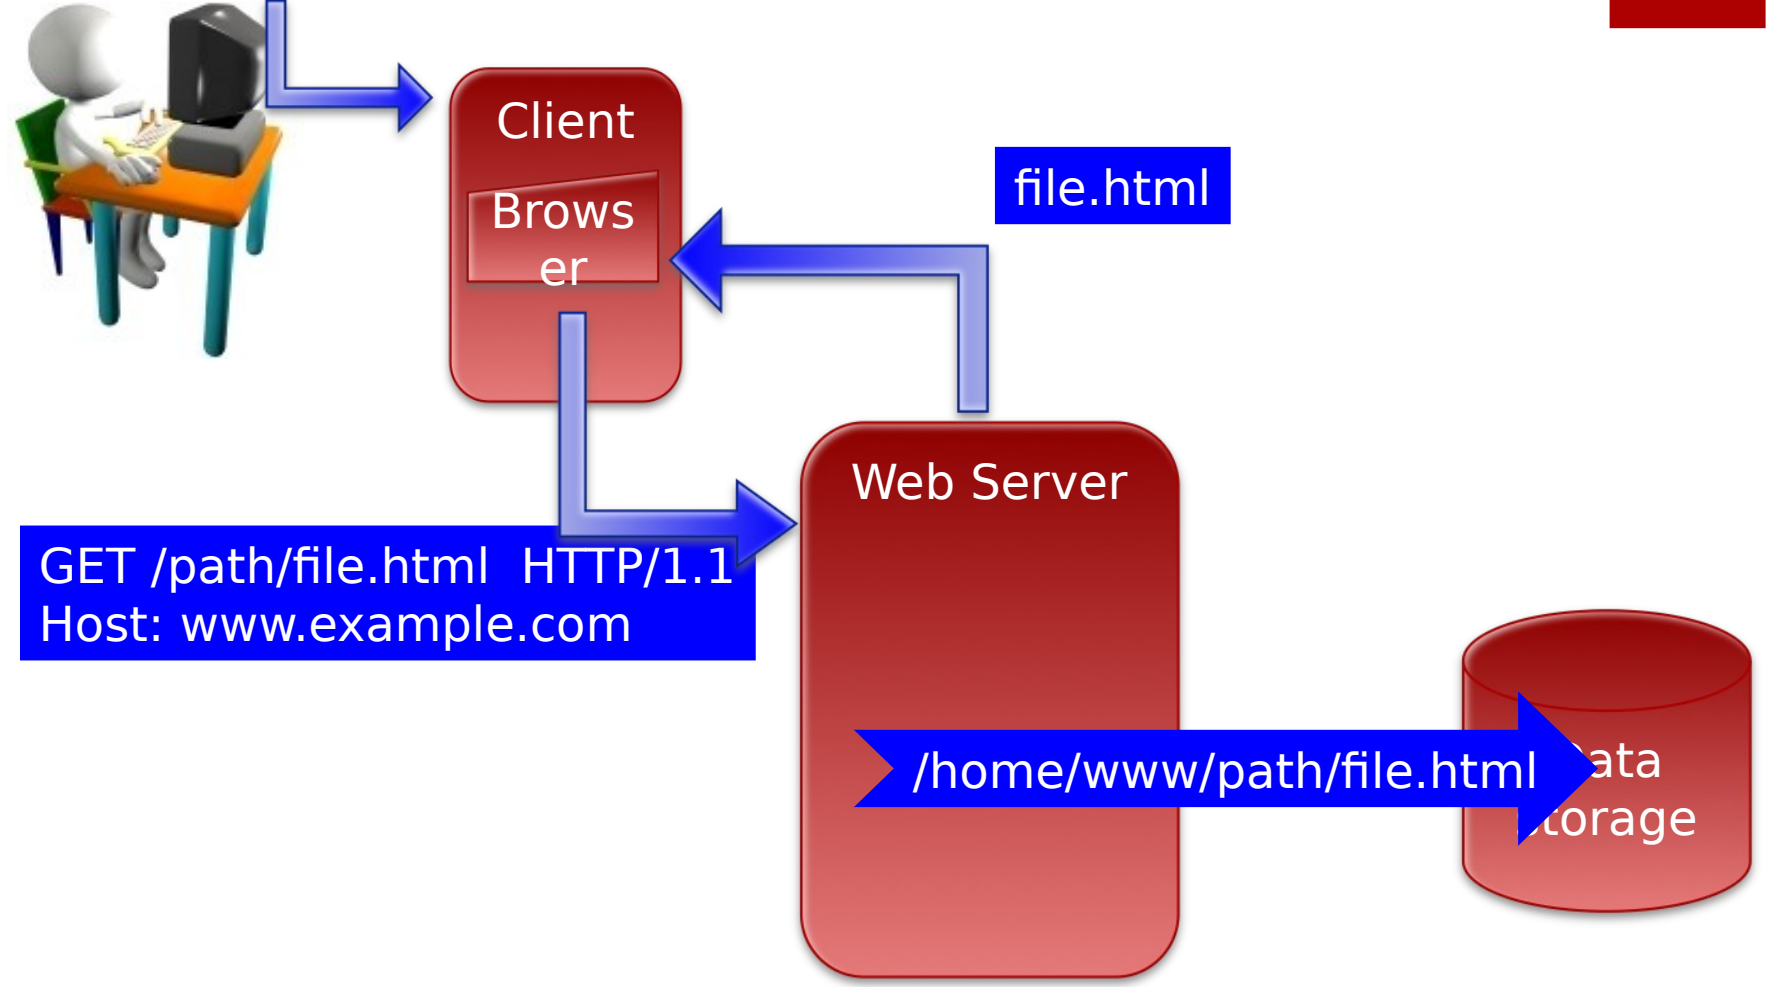 Client
Brows
er
file.html
Web Server
GET /path/file.html  HTTP/1.1
Host: www.example.com
/home/www/path/file.html